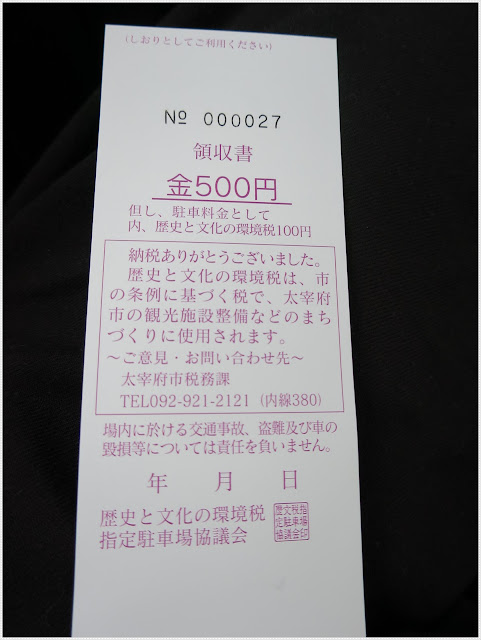 (しおりとしてご利用ください)
№ 000027
領収書
金500円
但し、駐車料金として
内、歴史と文化の環境税100円
納税ありがとうございました。
歴史と文化の環境税は、市
の条例に基づく税で、太宰府
市の観光施設整備などのまち
づくりに使用されます。
～ご意見・お問い合わせ先～
太宰府市税務課
TEL092-921-2121 (内線380)
場内に於ける交通事故、盗難及び車の
毀損等については責任を負いません。
年 月 日
歴史と文化の環境税
指定駐車場協議会